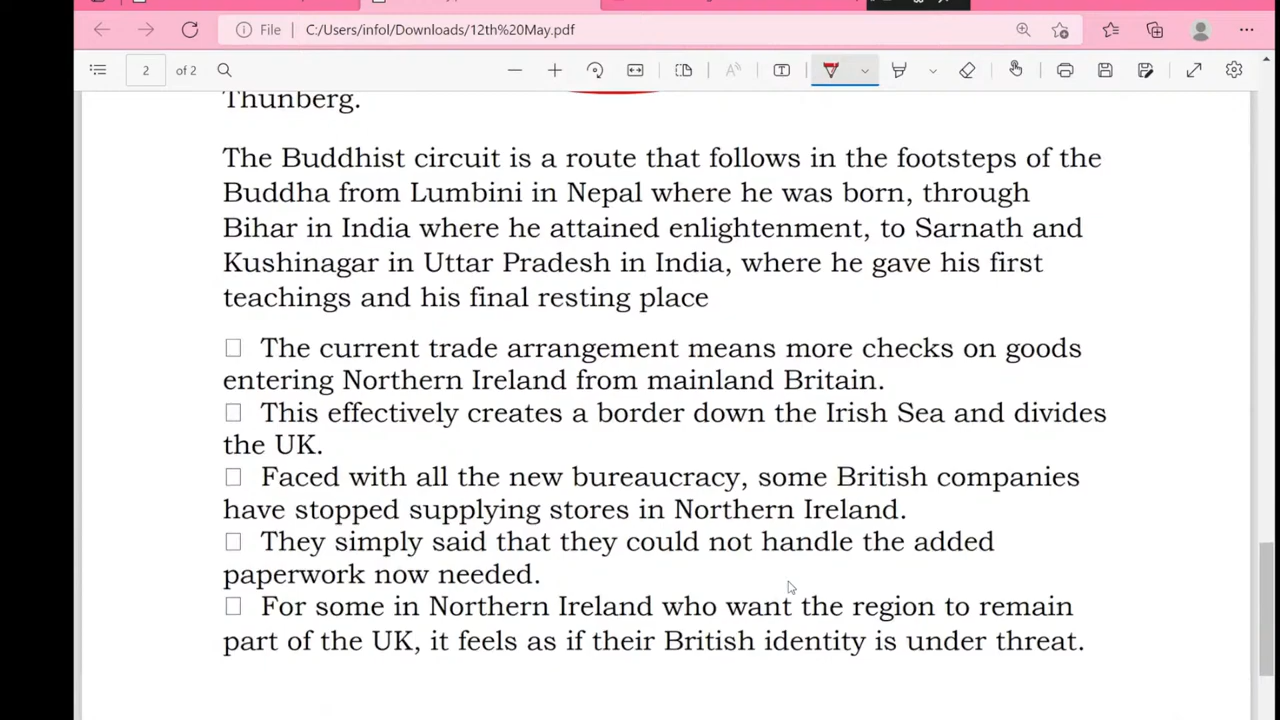 File C:/Users/infol/Downloads/12th%20May.pdf
2 of 2
Thunberg.
The Buddhist circuit is a route that follows in the footsteps of the
Buddha from Lumbini in Nepal where he was born, through
Bihar in India where he attained enlightenment, to Sarnath and
Kushinagar in Uttar Pradesh in India, where he gave his first
teachings and his final resting place
□ The current trade arrangement means more checks on goods
entering Northern Ireland from mainland Britain.
□ This effectively creates a border down the Irish Sea and divides
the UK.
□ Faced with all the new bureaucracy, some British companies
have stopped supplying stores in Northern Ireland.
□ They simply said that they could not handle the added
paperwork now needed.
□ For some in Northern Ireland who want the region to remain
part of the UK, it feels as if their British identity is under threat.